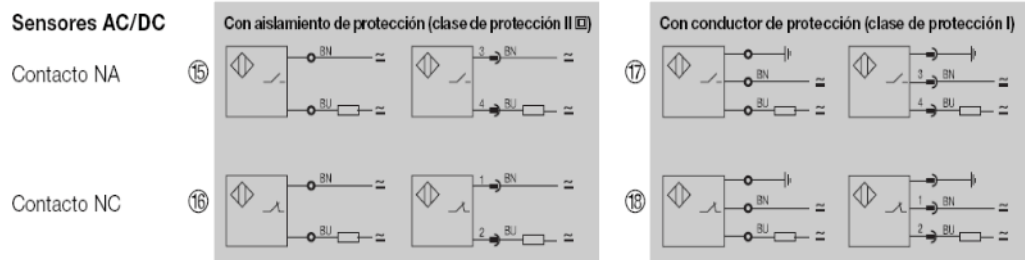 Sensores AC/DC
Con aislamiento de protección (clase de protección II)
Con conductor de protección (clase de protección I)
Contacto NA
15
BN
BU
3 BN
4 BU
17
BN
BU
3 BN
4 BU
Contacto NC
16
BN
BU
1 BN
2 BU
18
BN
BU
1 BN
2 BU